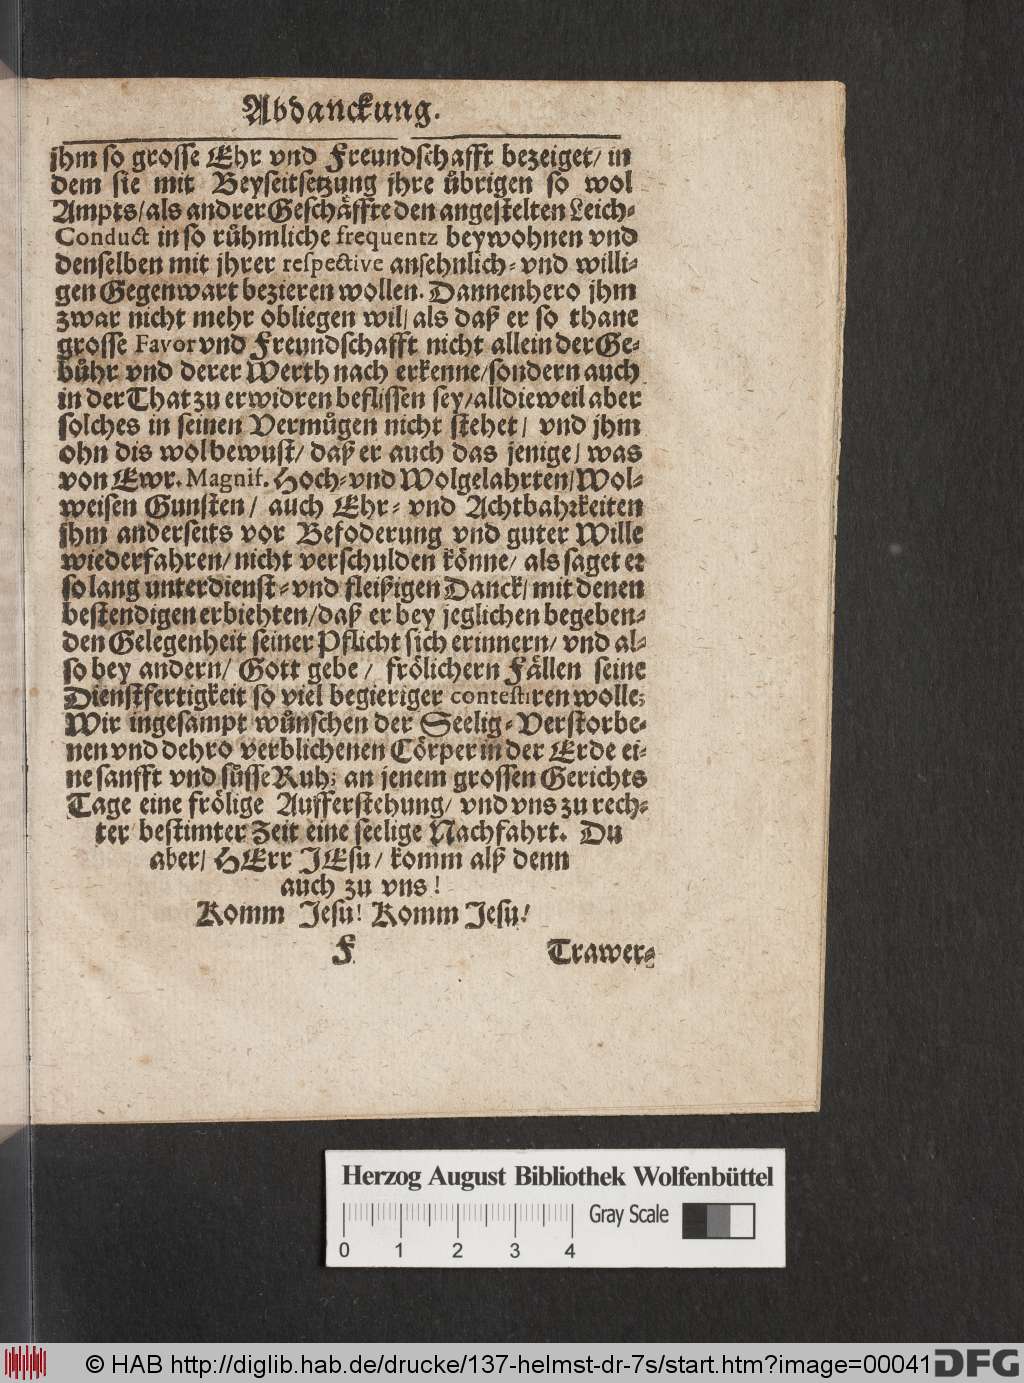 Abdanckung.
jhm so grosse Ehr vnd Freundschafft bezeiget/ in
dem sie mit Beyseitsetzung jhre übrigen so wol
Ampts/ als andrer Geschäffte den angestelten Leich-
Conduct in so rühmliche frequentz beywohnen vnd
denselben mit jhrer respective ansehnlich- vnd willi-
gen Gegenwart bezieren wollen. Dannenhero jhm
zwar nicht mehr obliegen wil/ als daß er so thane
grosse Favor vnd Freundschafft nicht allein der Ge-
bühr vnd derer Werth nach erkenne/ sondern auch
in der That zu erwidren beflissen sey/ alldieweil aber
solches in seinen Vermügen nicht stehet/ vnd jhm
ohn dis wolbewust/ daß er auch das jenige/ was
von Ewr. Magnif. Hoch- vnd Wolgelahrten/ Wol-
weisen Gunsten/ auch Ehr- vnd Achtbahrkeiten
jhm anderseits vor Befoderung vnd guter Wille
wiederfahren/ nicht verschulden könne/ als saget er
so lang unterdienst- vnd fleißigen Danck/ mit denen
bestendigen erbiehten/ daß er bey jeglichen begeben-
den Gelegenheit seiner Pflicht sich erinnern/ vnd al-
so bey andern/ Gott gebe/ frölichern Fällen seine
Dienstfertigkeit so viel begieriger contestiren wolle;
Wir ingesampt wünschen der Seelig-Verstorbe-
nen vnd dehro verblichenen Cörper in der Erde ei-
ne sanfft vnd süsse Ruh; an jenem grossen Gerichts
Tage eine frölige Aufferstehung/ vnd vns zu rech-
ter bestimter Zeit eine seelige Nachfahrt. Du
aber/ HErr JEsu/ komm alß denn
auch zu vns!
Komm Jesu! Komm Jesu!
F Trawer-
Herzog August Bibliothek Wolfenbüttel
Gray Scale
0 1 2 3 4
© HAB http://diglib.hab.de/drucke/137-helmst-dr-7s/start.htm?image=00041
DFG